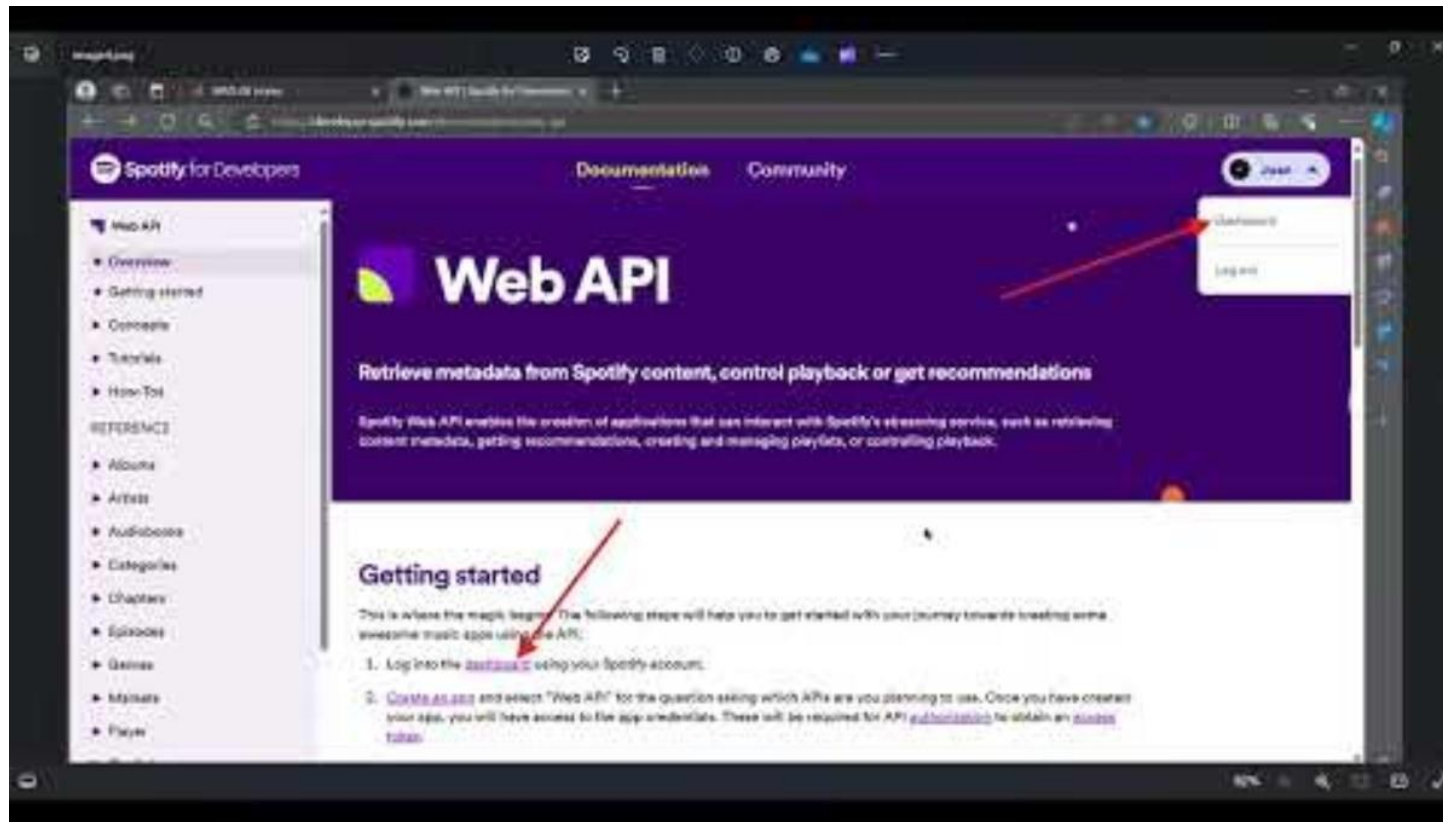 Spotify for Developers
Documentation
Community
Web API
Overview
Getting started
Concepts
Tutorials
How-Tos
REFERENCE
Albums
Artists
Audiobooks
Categories
Chapters
Episodes
Genres
Markets
Player
Dashboard
Log out
Web API
Retrieve metadata from Spotify content, control playback or get recommendations
Spotify Web API enables the creation of applications that can interact with Spotify's streaming service, such as retrieving
content metadata, getting recommendations, creating and managing playlists, or controlling playback.
Getting started
This is where the magic begins! The following steps will help you to get started with your journey towards creating some
awesome music apps using the API:
1. Log into the dashboard using your Spotify account.
2. Create an app and select "Web API" for the question asking which APIs are you planning to use. Once you have created
your app, you will have access to the app credentials. These will be required for API authorization to obtain an access
token.